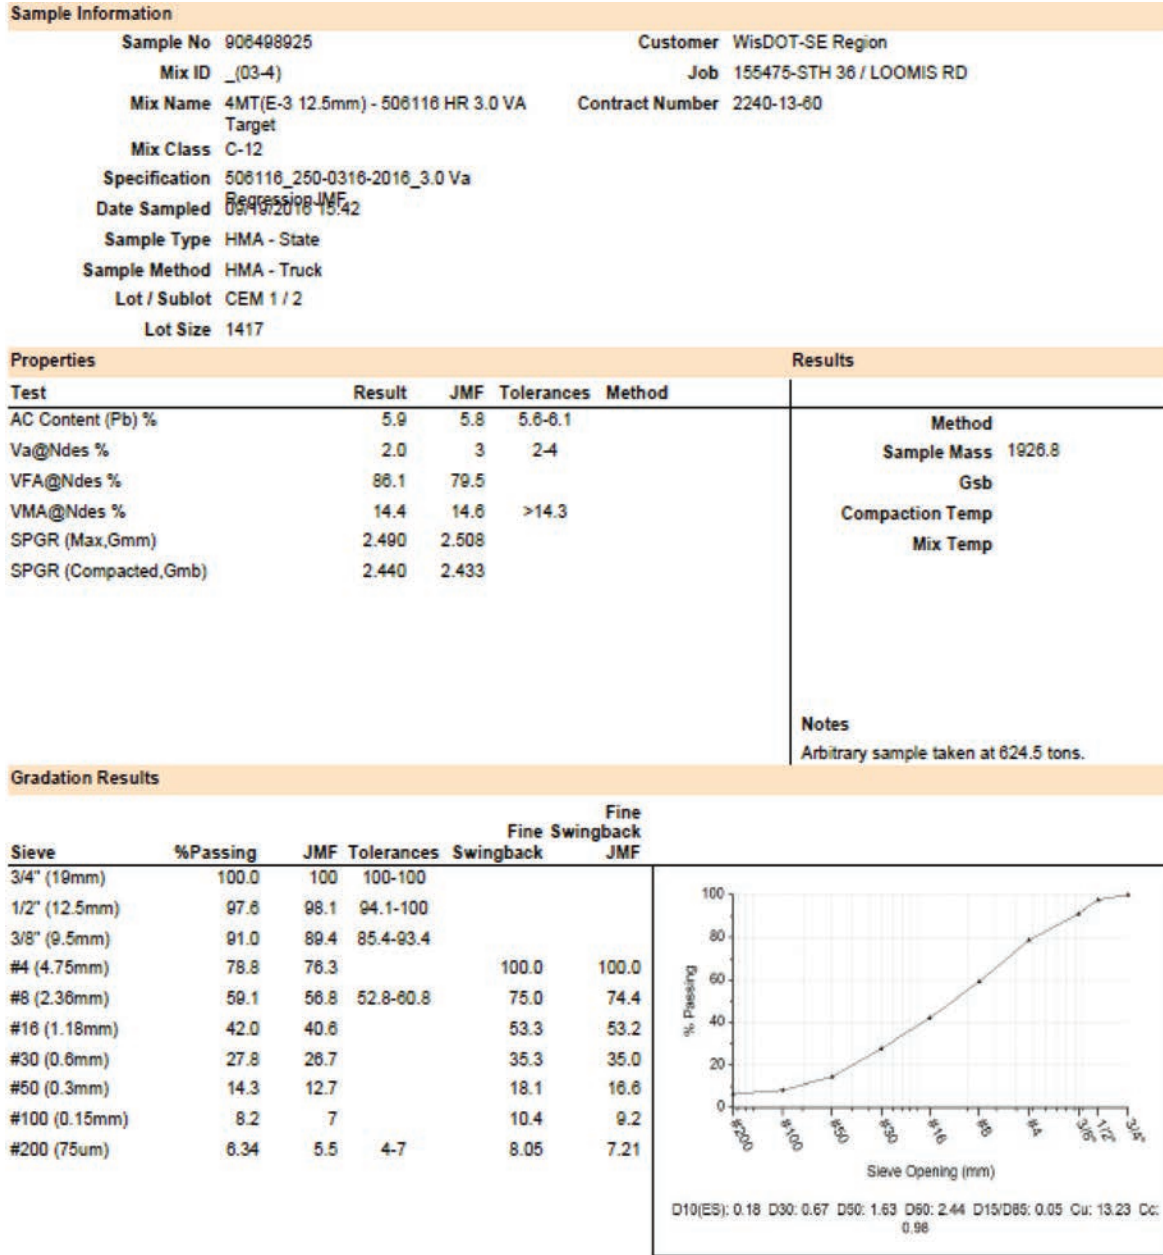 Sample Information
Sample No 906498925 Customer WisDOT-SE Region
Mix ID _(03-4) Job 155475-STH 36 / LOOMIS RD
Mix Name 4MT(E-3 12.5mm) - 506116 HR 3.0 VA Contract Number 2240-13-60
Target
Mix Class C-12
Specification 506116_250-0316-2016_3.0 Va
Regression JMF
Date Sampled 09/19/2016 15:42
Sample Type HMA - State
Sample Method HMA - Truck
Lot / Sublot CEM 1 / 2
Lot Size 1417
Properties Results
Test Result JMF Tolerances Method
AC Content (Pb) % 5.9 5.8 5.6-6.1 Method
Va@Ndes % 2.0 3 2-4 Sample Mass 1926.8
VFA@Ndes % 86.1 79.5 Gsb
VMA@Ndes % 14.4 14.6 >14.3 Compaction Temp
SPGR (Max,Gmm) 2.490 2.508 Mix Temp
SPGR (Compacted,Gmb) 2.440 2.433
Notes
Arbitrary sample taken at 624.5 tons.
Gradation Results
Fine
Fine Swingback
Sieve %Passing JMF Tolerances Swingback JMF
3/4" (19mm) 100.0 100 100-100
1/2" (12.5mm) 97.6 98.1 94.1-100
3/8" (9.5mm) 91.0 89.4 85.4-93.4
#4 (4.75mm) 78.8 76.3 100.0 100.0
#8 (2.36mm) 59.1 56.8 52.8-60.8 75.0 74.4
#16 (1.18mm) 42.0 40.6 53.3 53.2
#30 (0.6mm) 27.8 26.7 35.3 35.0
#50 (0.3mm) 14.3 12.7 18.1 16.6
#100 (0.15mm) 8.2 7 10.4 9.2
#200 (75um) 6.34 5.5 4-7 8.05 7.21
% Passing
100
80
60
40
20
0
#200 #100 #50 #30 #16 #8 #4 3/8" 1/2" 3/4"
Sieve Opening (mm)
D10(ES): 0.18 D30: 0.67 D50: 1.63 D60: 2.44 D15/D85: 0.05 Cu: 13.23 Cc:
0.98